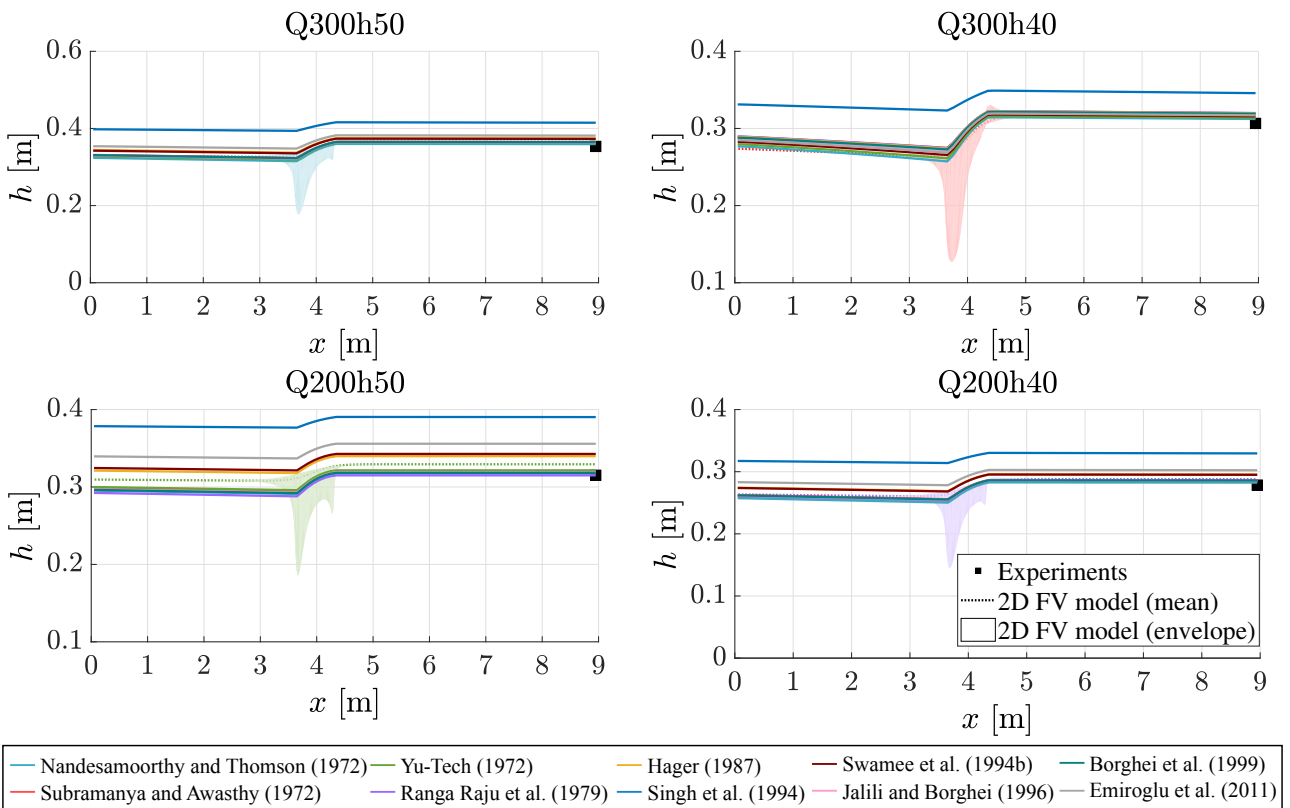 Q300h50
0.6
0.4
0.2
0
h [m]
0 1 2 3 4 5 6 7 8 9
x [m]
Q300h40
0.4
0.3
0.2
0.1
h [m]
0 1 2 3 4 5 6 7 8 9
x [m]
Q200h50
0.4
0.3
0.2
0.1
h [m]
0 1 2 3 4 5 6 7 8 9
x [m]
Q200h40
0.4
0.3
0.2
0.1
0
h [m]
0 1 2 3 4 5 6 7 8 9
x [m]
Experiments
2D FV model (mean)
2D FV model (envelope)
Nandesamoorthy and Thomson (1972) Yu-Tech (1972) Hager (1987) Swamee et al. (1994b) Borghei et al. (1999)
Subramanya and Awasthy (1972) Ranga Raju et al. (1979) Singh et al. (1994) Jalili and Borghei (1996) Emiroglu et al. (2011)